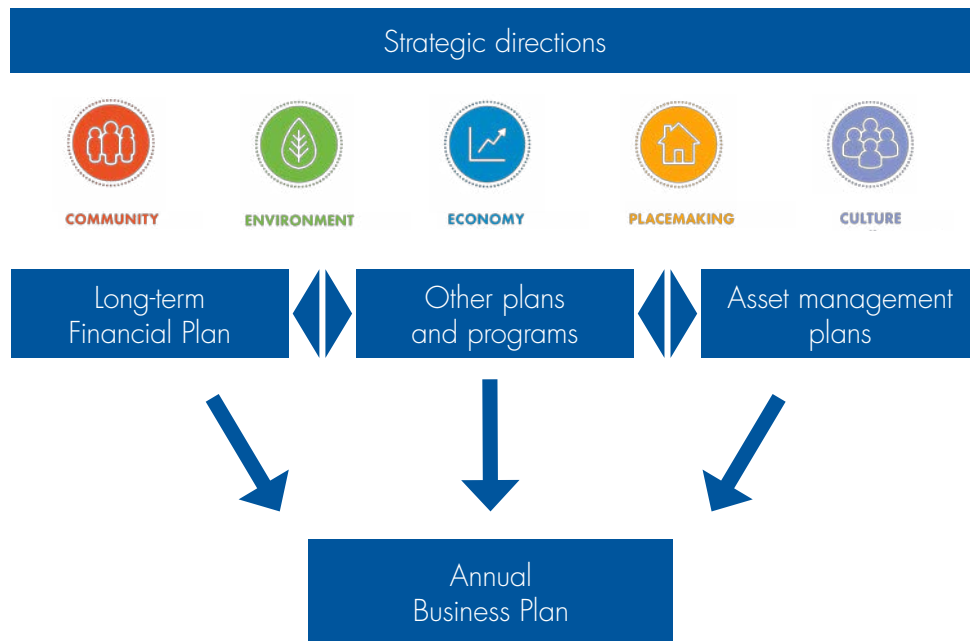 Strategic directions
COMMUNITY
ENVIRONMENT
ECONOMY
PLACEMAKING
CULTURE
Long-term
Financial Plan
Other plans
and programs
Asset management
plans
Annual
Business Plan